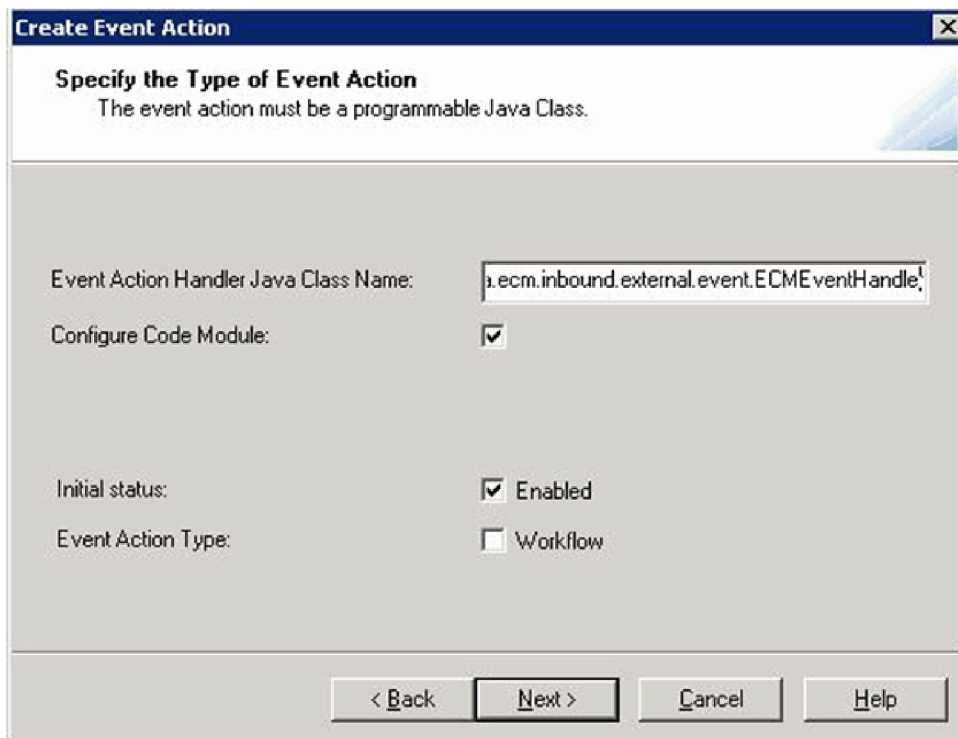 Create Event Action
Specify the Type of Event Action
The event action must be a programmable Java Class.
Event Action Handler Java Class Name:
.ecm.inbound.external.event.ECMEventHandle
Configure Code Module:
Initial status:
Enabled
Event Action Type:
Workflow
< Back
Next >
Cancel
Help